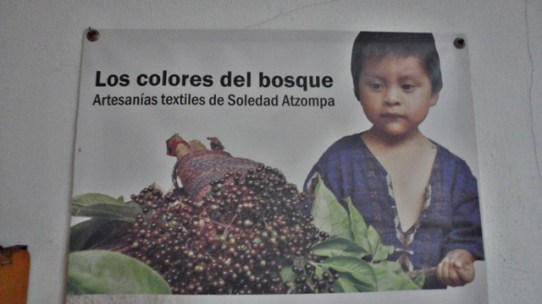 Los colores del bosque
Artesanías textiles de Soledad Atzompa